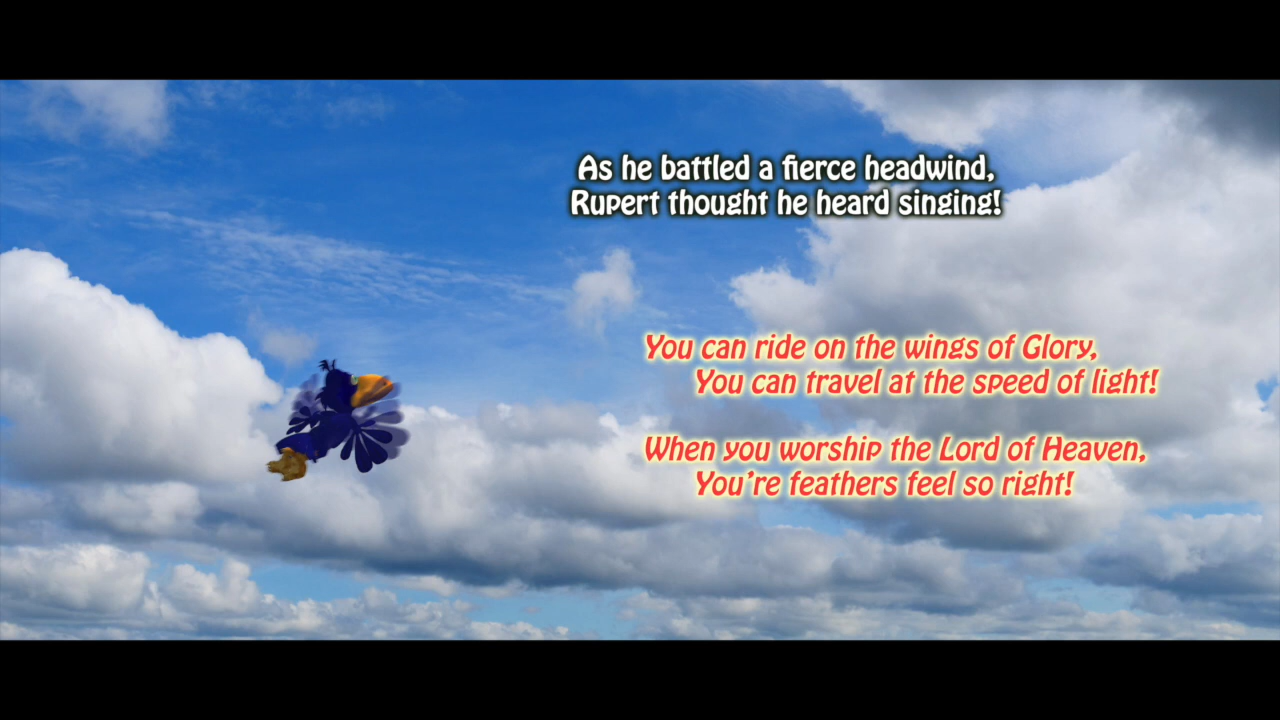 As he battled a fierce headwind,
Rupert thought he heard singing!
You can ride on the wings of Glory,
You can travel at the speed of light!
When you worship the Lord of Heaven,
You're feathers feel so right!